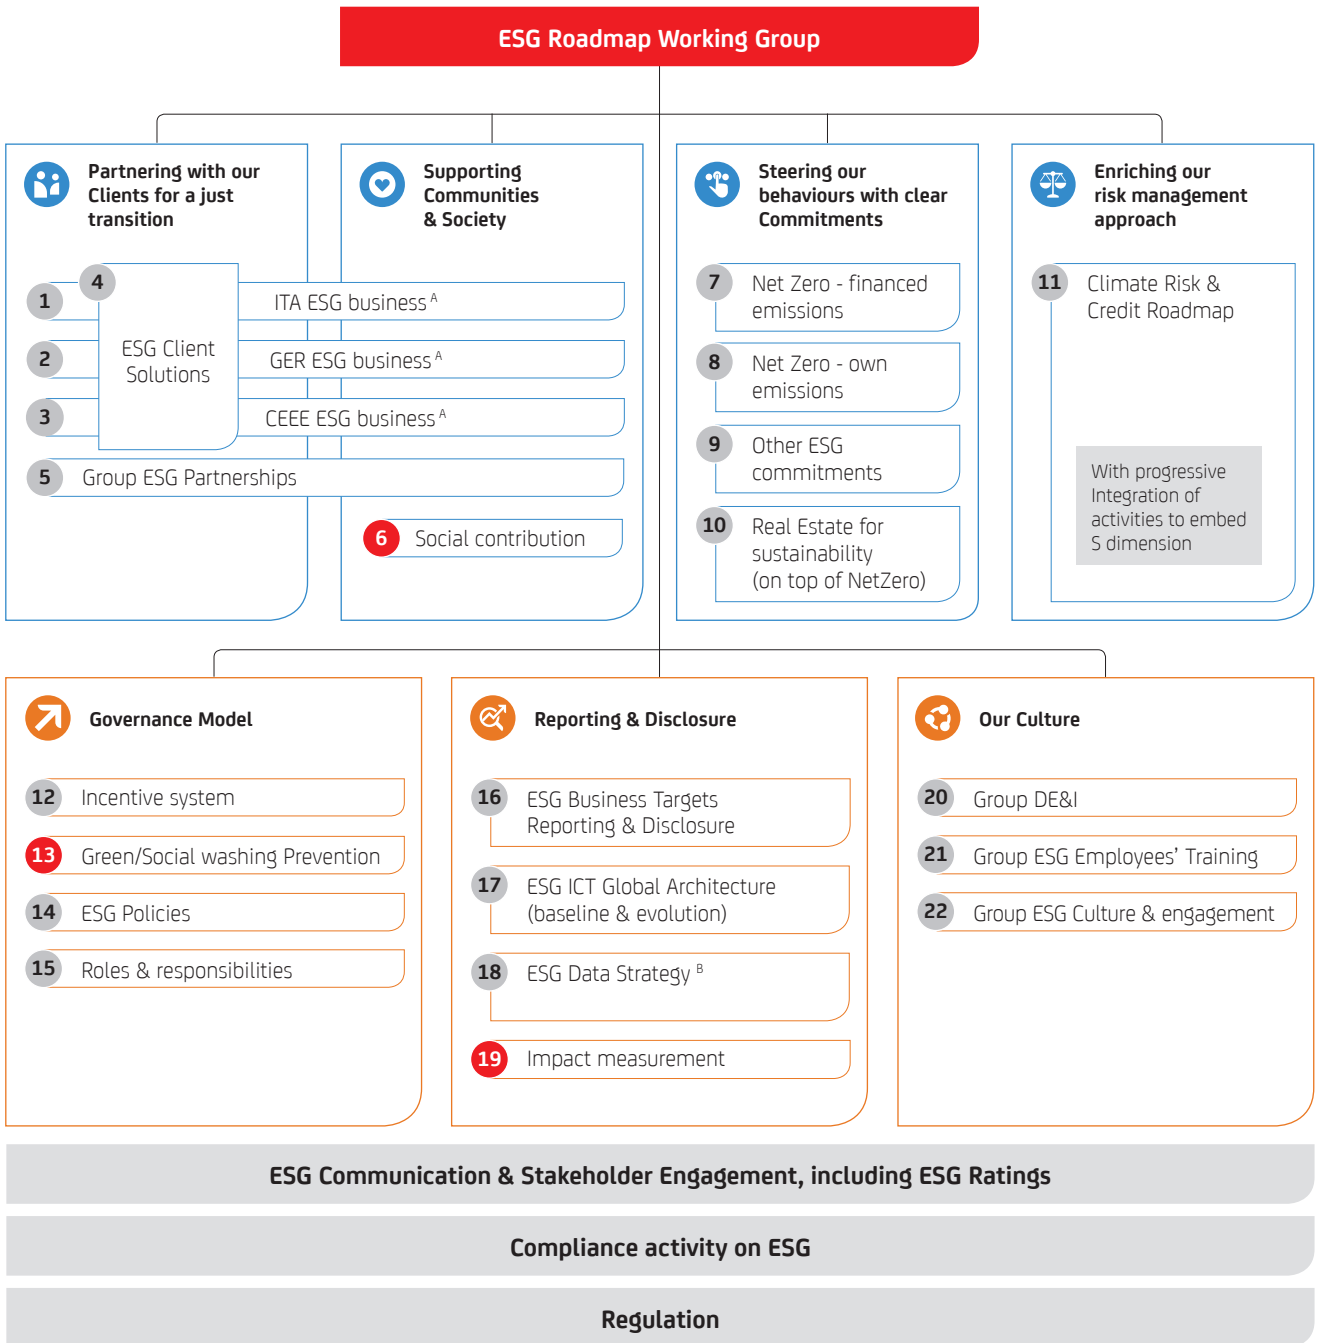 ESG Roadmap Working Group
Partnering with our
Clients for a just
transition
Supporting
Communities
& Society
Steering our
behaviours with clear
Commitments
Enriching our
risk management
approach
1
ITA ESG business A
2
GER ESG business A
3
CEEE ESG business A
4
ESG Client
Solutions
5
Group ESG Partnerships
6
Social contribution
7
Net Zero - financed
emissions
8
Net Zero - own
emissions
9
Other ESG
commitments
10
Real Estate for
sustainability
(on top of NetZero)
11
Climate Risk &
Credit Roadmap
With progressive
Integration of
activities to embed
S dimension
Governance Model
12
Incentive system
13
Green/Social washing Prevention
14
ESG Policies
15
Roles & responsibilities
Reporting & Disclosure
16
ESG Business Targets
Reporting & Disclosure
17
ESG ICT Global Architecture
(baseline & evolution)
18
ESG Data Strategy B
19
Impact measurement
Our Culture
20
Group DE&I
21
Group ESG Employees’ Training
22
Group ESG Culture & engagement
ESG Communication & Stakeholder Engagement, including ESG Ratings
Compliance activity on ESG
Regulation